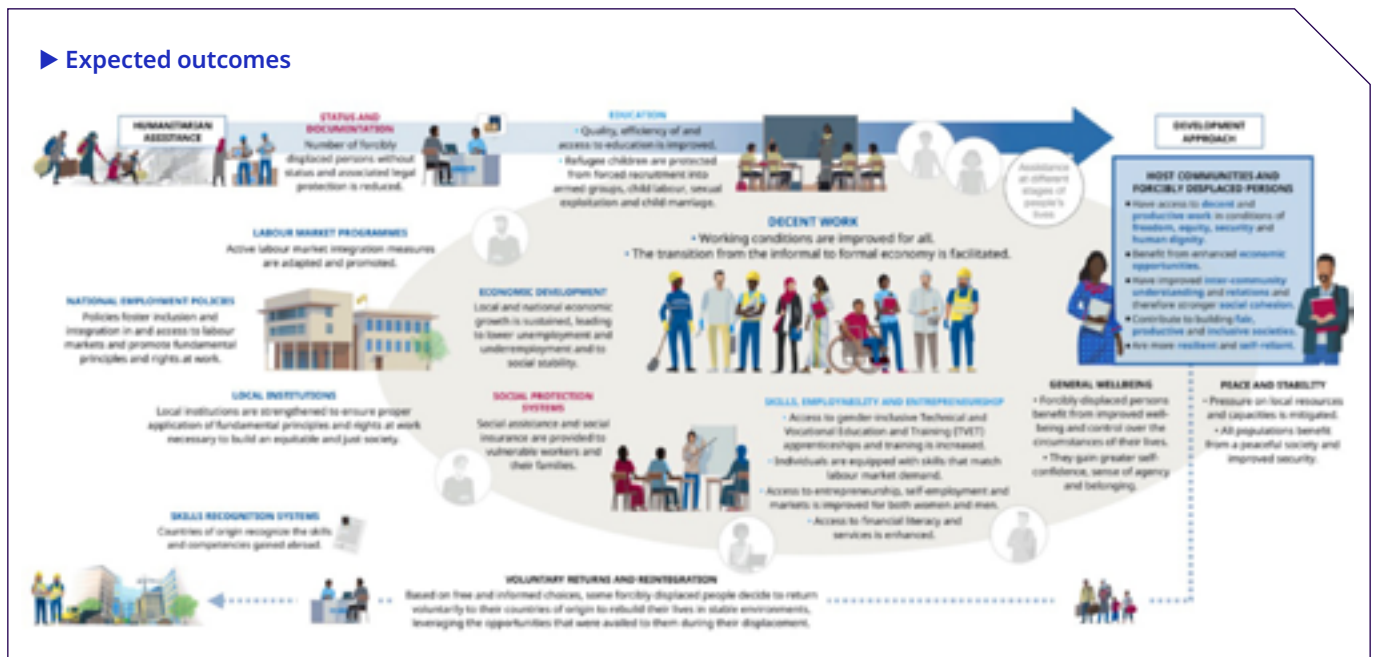 ▶ Expected outcomes
HUMANITARIAN
ASSISTANCE
STATUS AND
DOCUMENTATION
Number of forcibly
displaced persons without
status and associated legal
protection is reduced.
EDUCATION
• Quality, efficiency of and
access to education is improved.
• Refugee children are protected
from forced recruitment into
armed groups, child labour, sexual
exploitation and child marriage.
Assistance
at different
stages of
people's
lives
DEVELOPMENT
APPROACH
HOST COMMUNITIES AND
FORCIBLY DISPLACED PERSONS
• Have access to decent and
productive work in conditions of
freedom, equity, security and
human dignity.
• Benefit from enhanced economic
opportunities.
• Have improved inter-community
understanding and relations and
therefore stronger social cohesion.
• Contribute to building fair,
productive and inclusive societies.
• Are more resilient and self-reliant.
LABOUR MARKET PROGRAMMES
Active labour market integration measures
are adapted and promoted.
DECENT WORK
• Working conditions are improved for all.
• The transition from the informal to formal economy is facilitated.
NATIONAL EMPLOYMENT POLICIES
Policies foster inclusion and
integration in and access to labour
markets and promote fundamental
principles and rights at work.
ECONOMIC DEVELOPMENT
Local and national economic
growth is sustained, leading
to lower unemployment and
underemployment and to
social stability.
LOCAL INSTITUTIONS
Local institutions are strengthened to ensure proper
application of fundamental principles and rights at work
necessary to build an equitable and just society.
SOCIAL PROTECTION
SYSTEMS
Social assistance and social
insurance are provided to
vulnerable workers and
their families.
SKILLS, EMPLOYABILITY AND ENTREPRENEURSHIP
• Access to gender-inclusive Technical and
Vocational Education and Training (TVET)
apprenticeships and training is increased.
• Individuals are equipped with skills that match
labour market demand.
• Access to entrepreneurship, self-employment and
markets is improved for both women and men.
• Access to financial literacy and
services is enhanced.
GENERAL WELLBEING
• Forcibly displaced persons
benefit from improved well-
being and control over the
circumstances of their lives.
• They gain greater self-
confidence, sense of agency
and belonging.
PEACE AND STABILITY
• Pressure on local resources
and capacities is mitigated.
• All populations benefit
from a peaceful society and
improved security.
SKILLS RECOGNITION SYSTEMS
Countries of origin recognize the skills
and competencies gained abroad.
VOLUNTARY RETURNS AND REINTEGRATION
Based on free and informed choices, some forcibly displaced people decide to return
voluntarily to their countries of origin to rebuild their lives in stable environments,
leveraging the opportunities that were availed to them during their displacement.